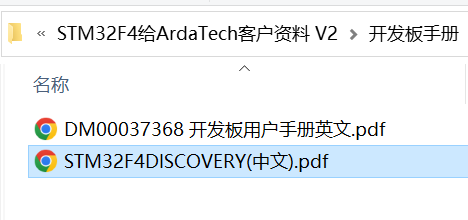 « STM32F4给ArdaTech客户资料 V2 > 开发板手册
名称
DM00037368 开发板用户手册英文.pdf
STM32F4DISCOVERY(中文).pdf